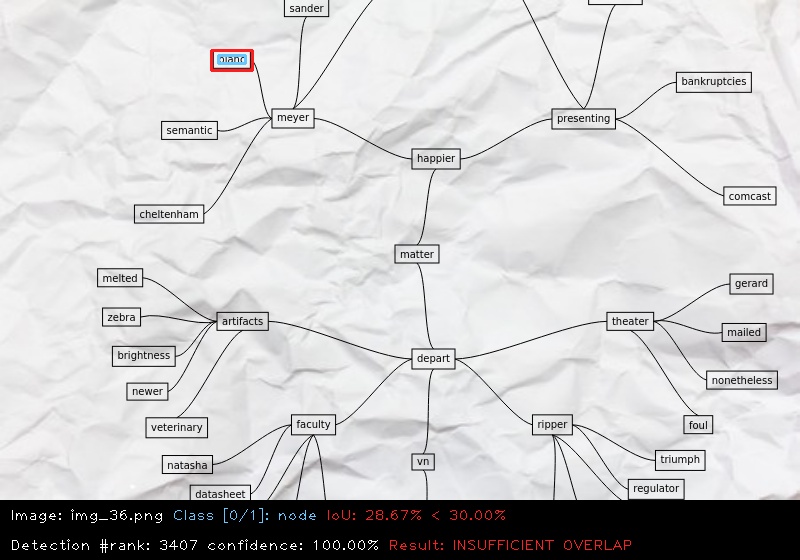 sander
piano
bankruptcies
meyer
presenting
semantic
happier
comcast
cheltenham
matter
melted
gerard
zebra
artifacts
theater
mailed
brightness
depart
nonetheless
newer
veterinary
faculty
ripper
foul
natasha
vn
triumph
datasheet
regulator
Image: img_36.png Class [0/1]: node IoU: 28.67% < 30.00%
Detection #rank: 3407 confidence: 100.00% Result: INSUFFICIENT OVERLAP